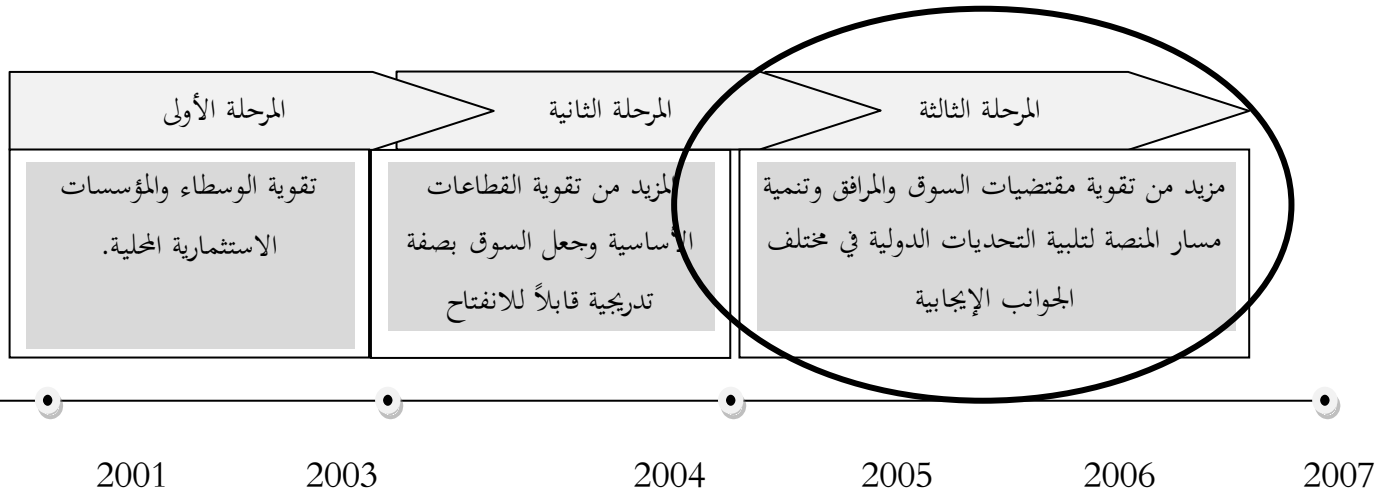 المرحلة الأولى
المرحلة الثانية
المرحلة الثالثة
تقوية الوسطاء والمؤسسات
الاستثمارية المحلية.
المزيد من تقوية القطاعات
الأساسية وجعل السوق بصفة
تدريجية قابلاً للانفتاح
مزيد من تقوية مقتضيات السوق والمرافق وتنمية
مسار المنصة لتلبية التحديات الدولية في مختلف
الجوانب الإيجابية
2001 2003 2004 2005 2006 2007